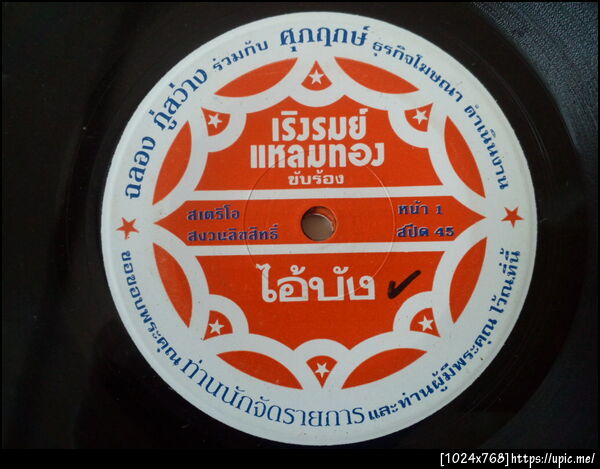 ฉลอง ภู่สว่าง ร่วมกับ ศุภฤกษ์ ธุรกิจโฆษณา ดำเนินงาน
เริงรมย์
แหลมทอง
ขับร้อง
สเตริโอ
สงวนลิขสิทธิ์
หน้า 1
สปีด 45
ไอ้บัง
ขอขอบพระคุณ ท่านนักจัดรายการ และท่านผู้มีพระคุณ ไว้ณ.ที่นี้
[1024x768]https://upic.me/